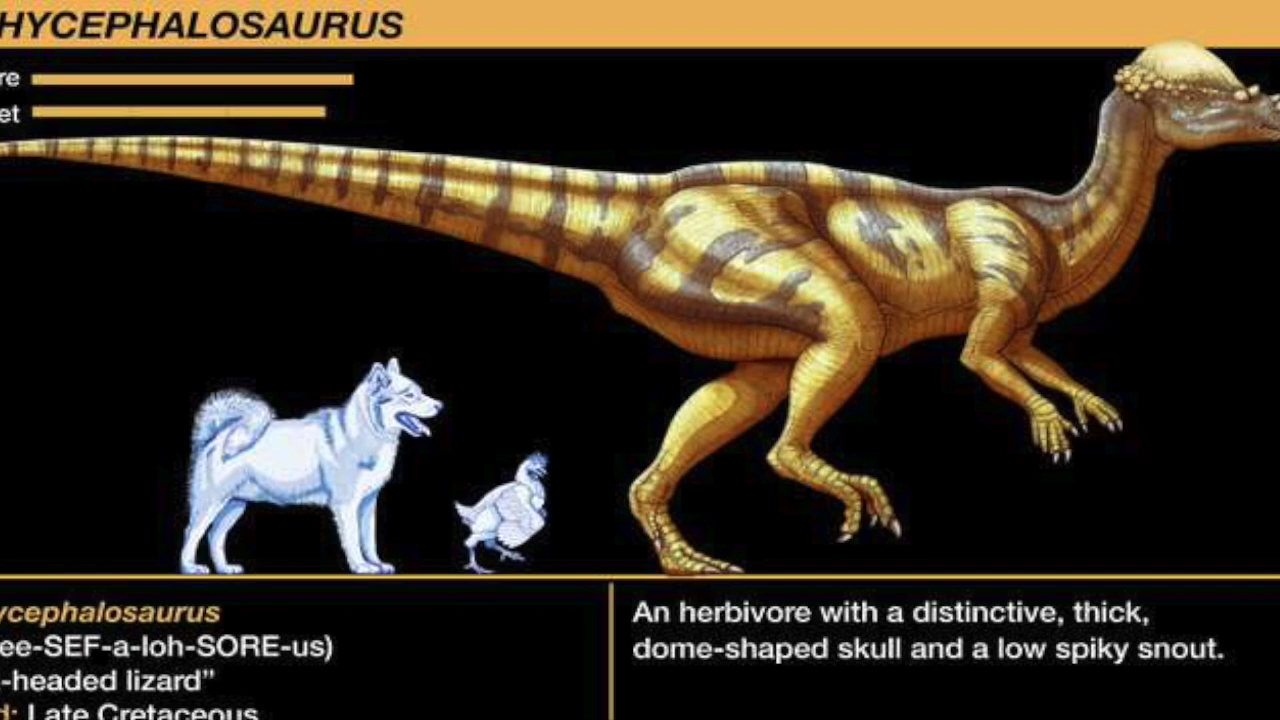 HYCEPHALOSAURUS
re
et
ycephalosaurus
ee-SEF-a-loh-SORE-us)
-headed lizard”
d: Late Cretaceous
An herbivore with a distinctive, thick,
dome-shaped skull and a low spiky snout.